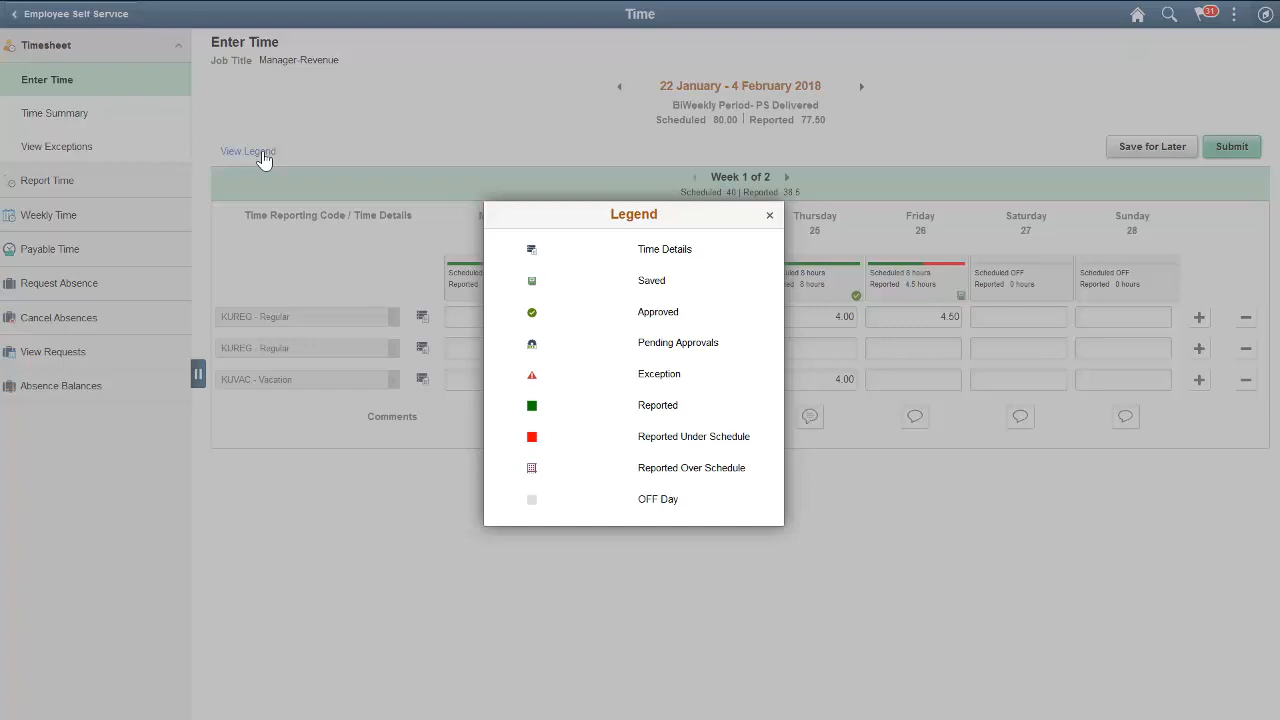 Employee Self Service
Time
31
Timesheet
Enter Time
Time Summary
View Exceptions
Report Time
Weekly Time
Payable Time
Request Absence
Cancel Absences
View Requests
Absence Balances
Enter Time
Job Title Manager-Revenue
22 January - 4 February 2018
BiWeekly Period- PS Delivered
Scheduled 80.00 | Reported 77.50
View Legend
Save for Later
Submit
Week 1 of 2
Scheduled 40 | Reported 38.5
Time Reporting Code / Time Details
Thursday
25
Friday
26
Saturday
27
Sunday
28
Scheduled
Reported
8 hours
8 hours
Scheduled 8 hours
Reported 4.5 hours
Scheduled OFF
Reported 0 hours
Scheduled OFF
Reported 0 hours
KUREG - Regular
4.00
4.50
KUREG - Regular
KUVAC - Vacation
4.00
Comments
Legend
Time Details
Saved
Approved
Pending Approvals
Exception
Reported
Reported Under Schedule
Reported Over Schedule
OFF Day